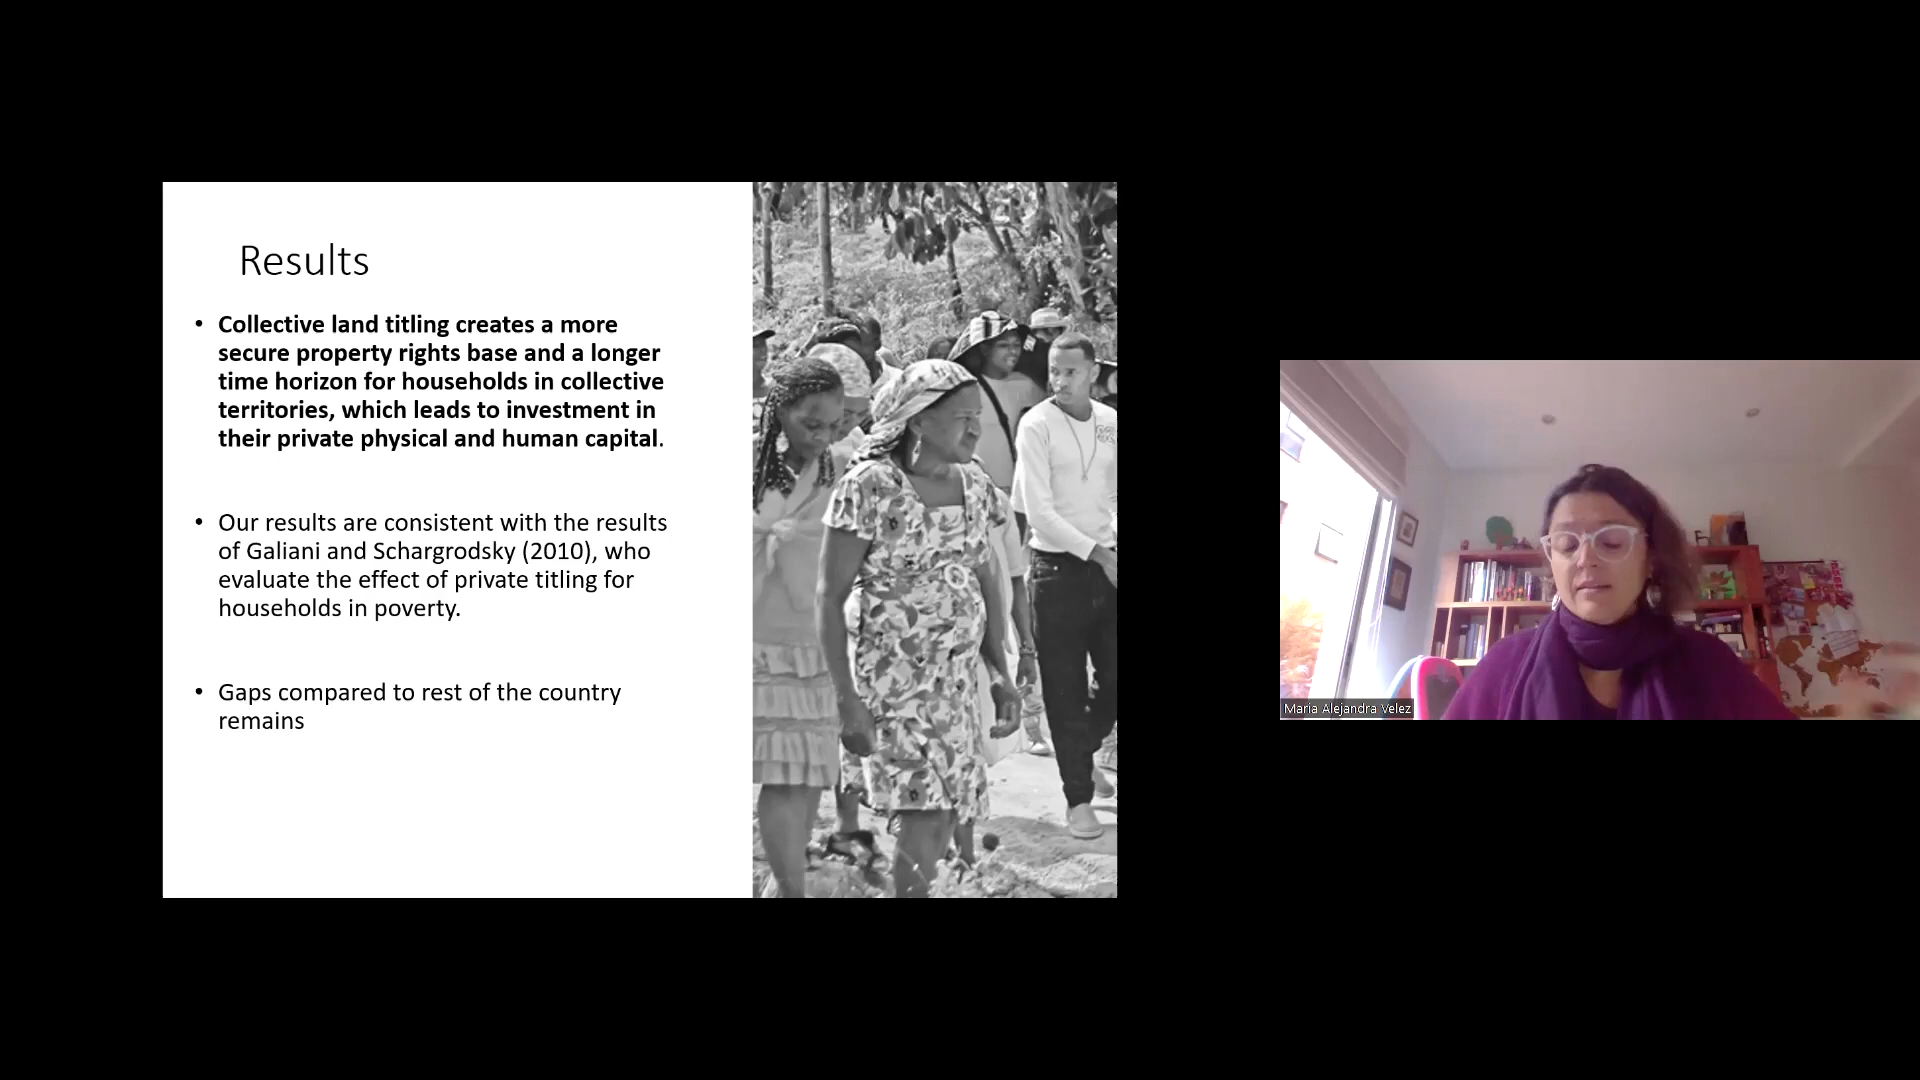 Results
• Collective land titling creates a more
secure property rights base and a longer
time horizon for households in collective
territories, which leads to investment in
their private physical and human capital.
• Our results are consistent with the results
of Galiani and Schargrodsky (2010), who
evaluate the effect of private titling for
households in poverty.
• Gaps compared to rest of the country
remains
Maria Alejandra Velez